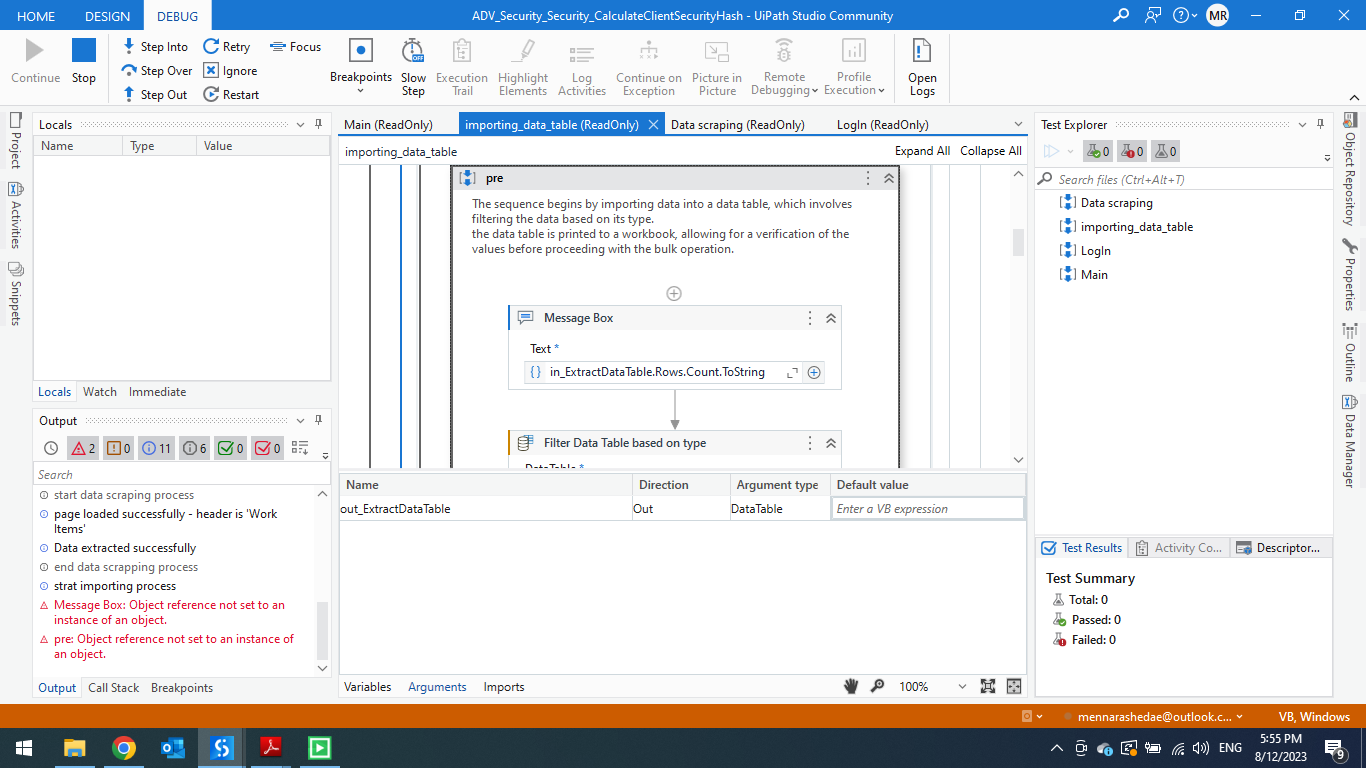 HOME DESIGN DEBUG ADV_Security_Security_CalculateClientSecurityHash - UiPath Studio Community MR
Continue Stop
Step Into Retry Focus
Step Over Ignore
Step Out Restart
Breakpoints
Slow Step
Execution Trail
Highlight Elements
Log Activities
Continue on Exception
Picture in Picture
Remote Debugging
Profile Execution
Open Logs
Project
Activities
Snippets
Locals
Name Type Value
Locals Watch Immediate
Output
2 0 11 6 0 0
Search
start data scraping process
page loaded successfully - header is 'Work
Items'
Data extracted successfully
end data scrapping process
strat importing process
Message Box: Object reference not set to an
instance of an object.
pre: Object reference not set to an instance of
an object.
Output Call Stack Breakpoints
Main (ReadOnly) importing_data_table (ReadOnly) Data scraping (ReadOnly) LogIn (ReadOnly)
importing_data_table Expand All Collapse All
pre
The sequence begins by importing data into a data table, which involves
filtering the data based on its type.
the data table is printed to a workbook, allowing for a verification of the
values before proceeding with the bulk operation.
Message Box
Text *
{ } in_ExtractDataTable.Rows.Count.ToString
Filter Data Table based on type
DataTable *
Name Direction Argument type Default value
out_ExtractDataTable Out DataTable Enter a VB expression
Variables Arguments Imports 100%
Test Explorer
0 0 0
Search files (Ctrl+Alt+T)
Data scraping
importing_data_table
LogIn
Main
Test Results Activity Co... Descriptor...
Test Summary
Total: 0
Passed: 0
Failed: 0
Object Repository
Properties
Outline
Data Manager
mennarashedae@outlook.c... VB, Windows
ENG
5:55 PM
8/12/2023
9